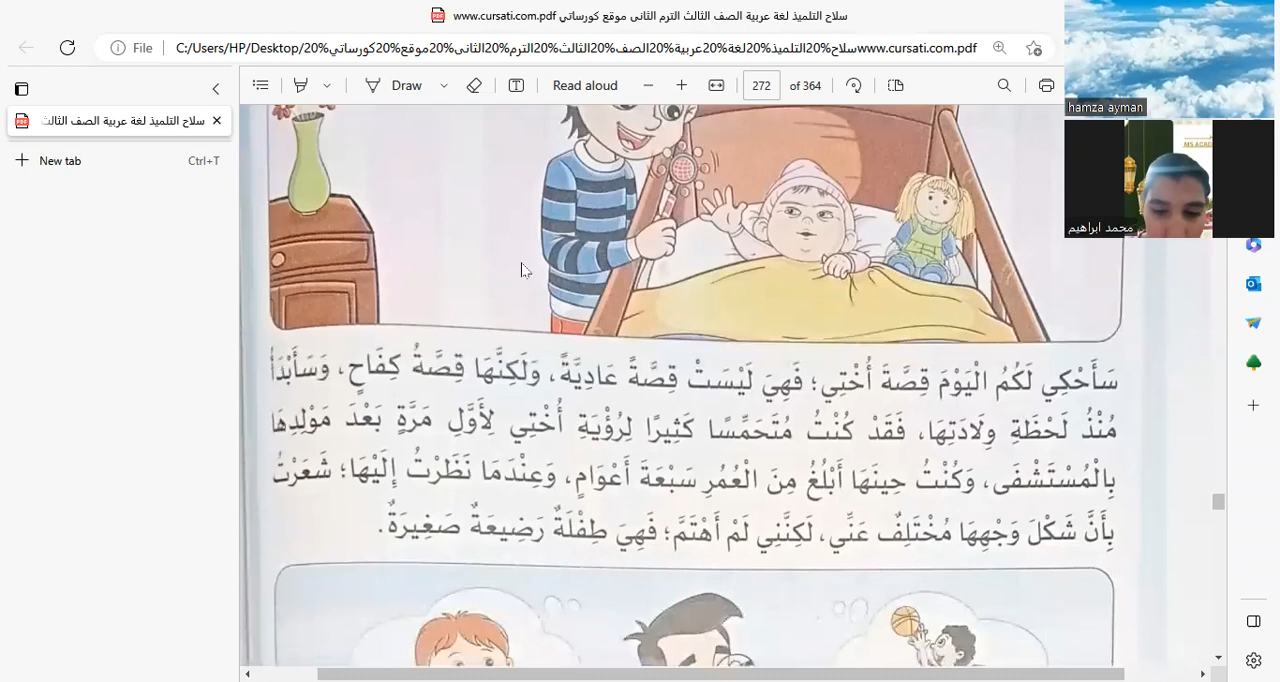 سلاح التلميذ لغة عربية الصف الثالث الترم الثانى موقع كورساتي www.cursati.com.pdf
File
C:/Users/HP/Desktop/سلاح%20التلميذ%20لغة%20عربية%20الصف%20الثالث%20الترم%20الثانى%20موقع%20كورساتي%20www.cursati.com.pdf
hamza ayman
Draw
Read aloud
272
of 364
سلاح التلميذ لغة عربية الصف الثالث
New tab
Ctrl+T
MS ACAD
محمد ابراهيم
سَأَحْكِي لَكُمُ الْيَوْمَ قِصَّةَ أُخْتِي؛ فَهِيَ لَيْسَتْ قِصَّةً عَادِيَّةً، وَلَكِنَّهَا قِصَّةُ كِفَاحٍ، وَسَأَبْدَأُ
مُنْذُ لَحْظَةِ وِلَادَتِهَا، فَقَدْ كُنْتُ مُتَحَمِّسًا كَثِيرًا لِرُؤْيَةِ أُخْتِي لِأَوَّلِ مَرَّةٍ بَعْدَ مَوْلِدِهَا
بِالْمُسْتَشْفَى، وَكُنْتُ حِينَهَا أَبْلُغُ مِنَ الْعُمُرِ سَبْعَةَ أَعْوَامٍ، وَعِنْدَمَا نَظَرْتُ إِلَيْهَا؛ شَعَرْتُ
بِأَنَّ شَكْلَ وَجْهِهَا مُخْتَلِفٌ عَنِّي، لَكِنَّنِي لَمْ أَهْتَمَّ؛ فَهِيَ طِفْلَةٌ رَضِيعَةٌ صَغِيرَةٌ.